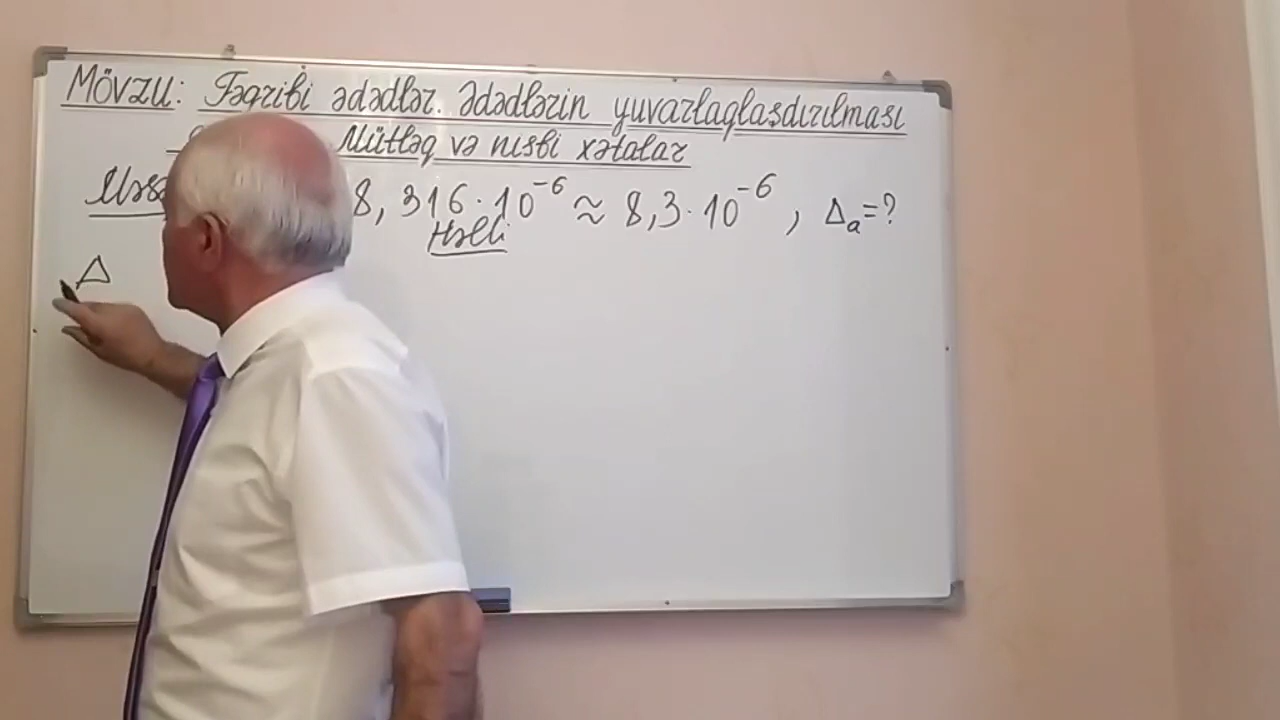 MÖVZU: Təqribi ədədlər. Ədədlərin yuvarlaqlaşdırılması
Mütləq və nisbi xətalar
8,316·10⁻⁶ ≈ 8,3·10⁻⁶, Δₐ=?
Həlli
Δ